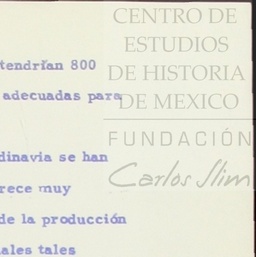 CENTRO DE
ESTUDIOS
DE HISTORIA
DE MEXICO
FUNDACIÓN
Carlos Slim
tendrían 800
adecuadas para
dinavia se han
rece muy
de la producción
ales tales